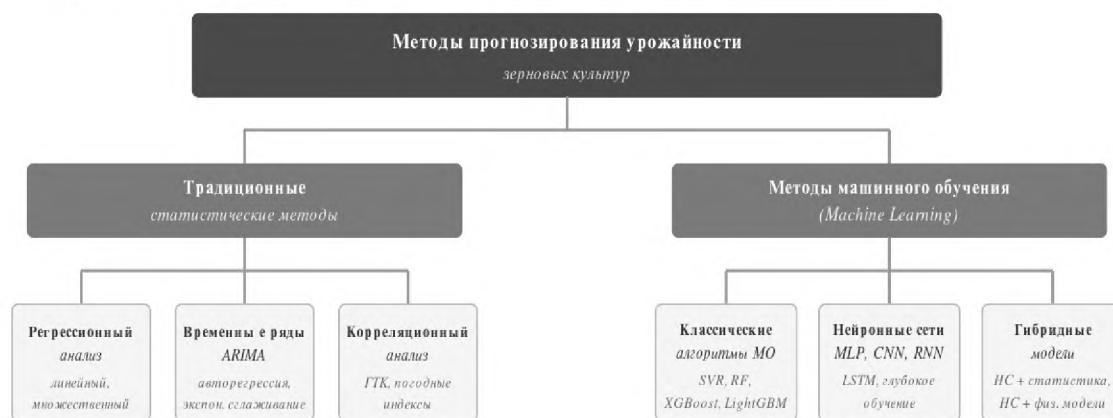 Методы прогнозирования урожайности
зерновых культур
Традиционные
статистические методы
Методы машинного обучения
(Machine Learning)
Регрессионный
анализ
линейный,
множественный
Временны е ряды
ARIMA
авторегрессия,
экспон. сглаживание
Корреляционный
анализ
ГТК, погодные
индексы
Классические
алгоритмы МО
SVR, RF,
XGBoost, LightGBM
Нейронные сети
MLP, CNN, RNN
LSTM, глубокое
обучение
Гибридные
модели
НС + статистика,
НС + физ. модели